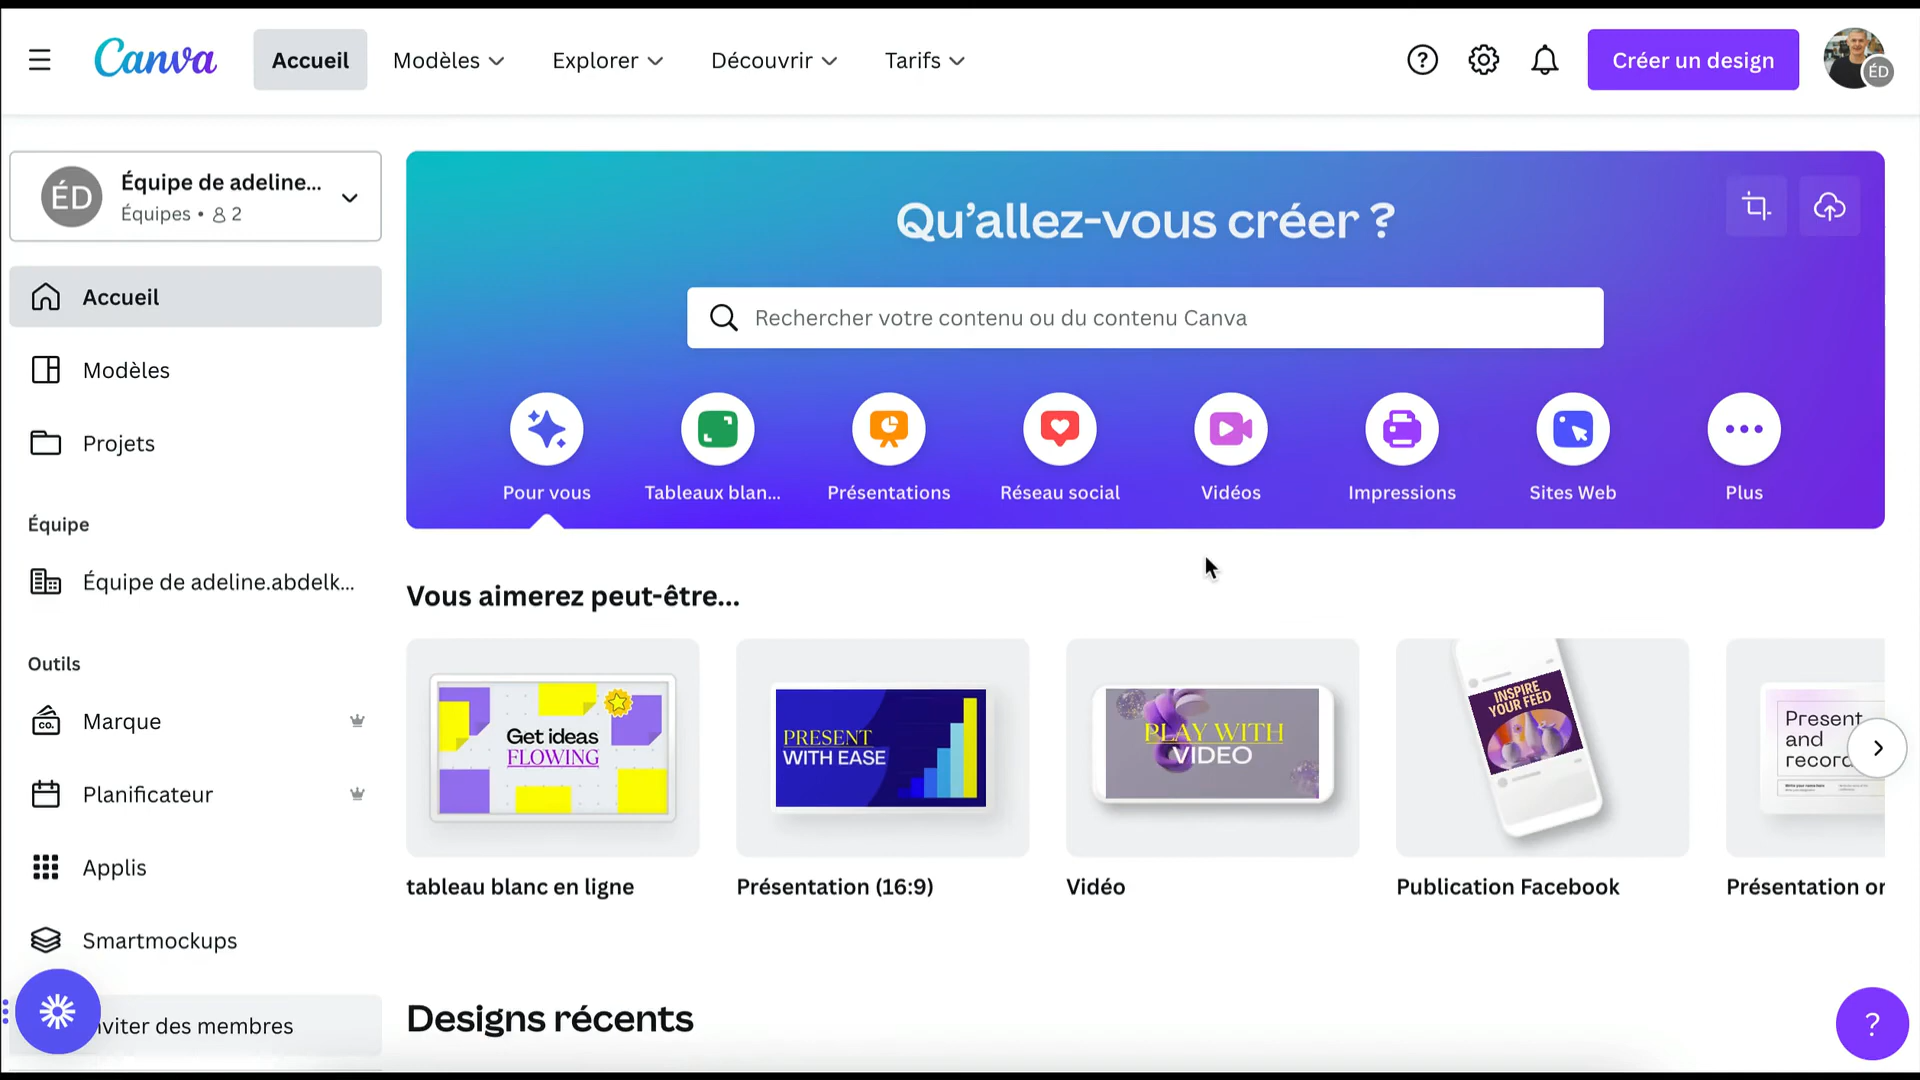 Canva
Accueil
Modèles
Explorer
Découvrir
Tarifs
?
Créer un design
ÉD
ÉD
Équipe de adeline...
Équipes • 2
Accueil
Modèles
Projets
Équipe
Équipe de adeline.abdelk...
Outils
CO.
Marque
Planificateur
Applis
Smartmockups
nviter des membres
Qu’allez-vous créer ?
Rechercher votre contenu ou du contenu Canva
Pour vous
Tableaux blan...
Présentations
Réseau social
Vidéos
Impressions
Sites Web
Plus
Vous aimerez peut-être...
Get ideas
FLOWING
PRESENT
WITH EASE
PLAY WITH
VIDEO
INSPIRE
YOUR FEED
Present
and
record
tableau blanc en ligne
Présentation (16:9)
Vidéo
Publication Facebook
Présentation or
Designs récents
?